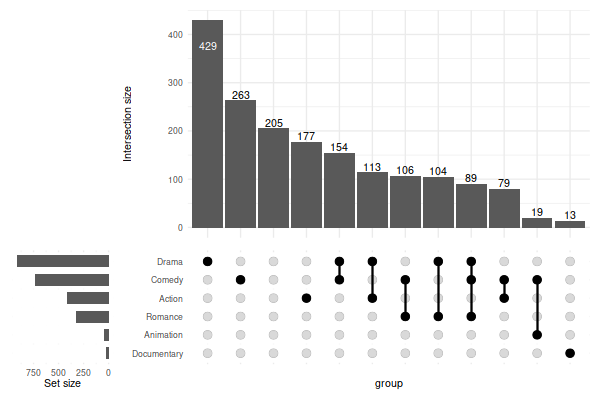 400
300
200
100
0
Intersection size
429
263
205
177
154
113
106
104
89
79
19
13
Drama
Comedy
Action
Romance
Animation
Documentary
750 500 250 0
Set size
group